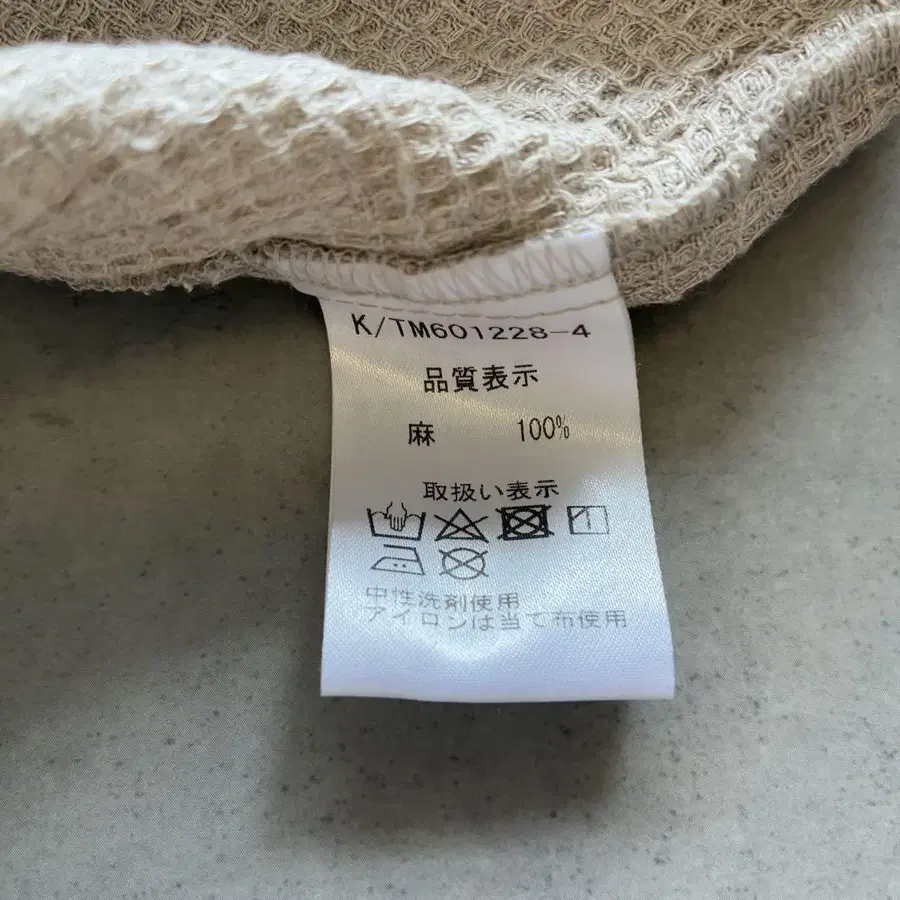 K/TM601228-4
品質表示
麻 100%
取扱い表示
中性洗剤使用
アイロンは当て布使用